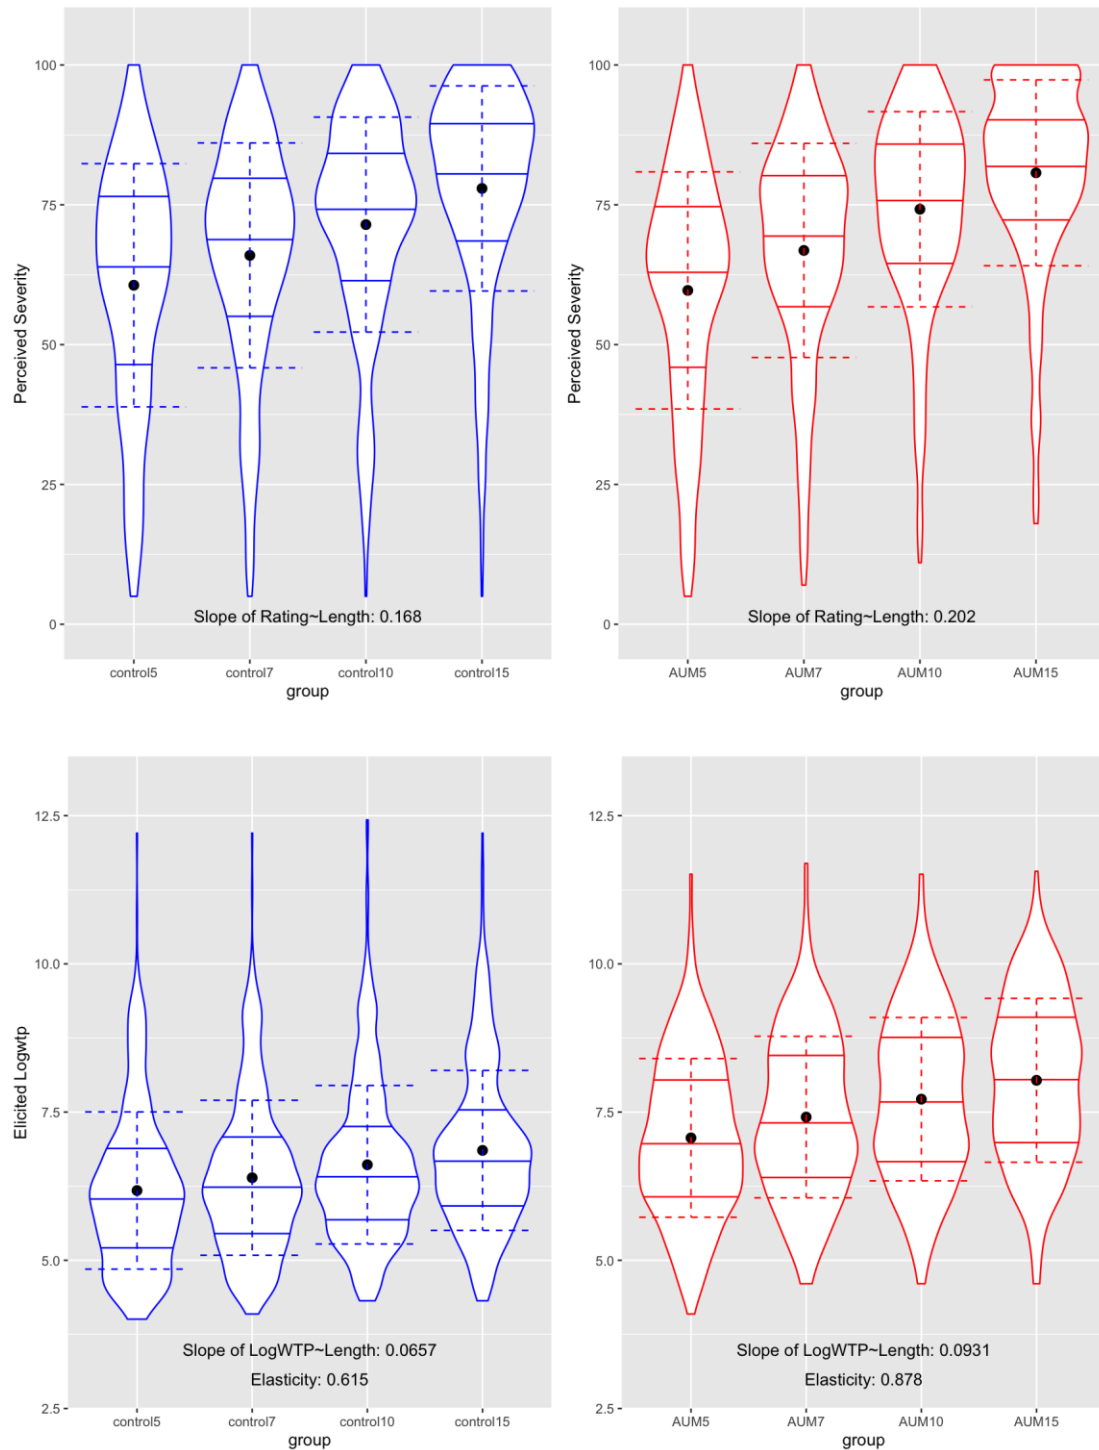 Perceived Severity
100
75
50
25
0
Slope of Rating~Length: 0.168
control5 control7 control10 control15
group
Perceived Severity
100
75
50
25
0
Slope of Rating~Length: 0.202
AUM5 AUM7 AUM10 AUM15
group
Elicited Logwtp
12.5
10.0
7.5
5.0
2.5
Slope of LogWTP~Length: 0.0657
Elasticity: 0.615
control5 control7 control10 control15
group
12.5
10.0
7.5
5.0
2.5
Slope of LogWTP~Length: 0.0931
Elasticity: 0.878
AUM5 AUM7 AUM10 AUM15
group